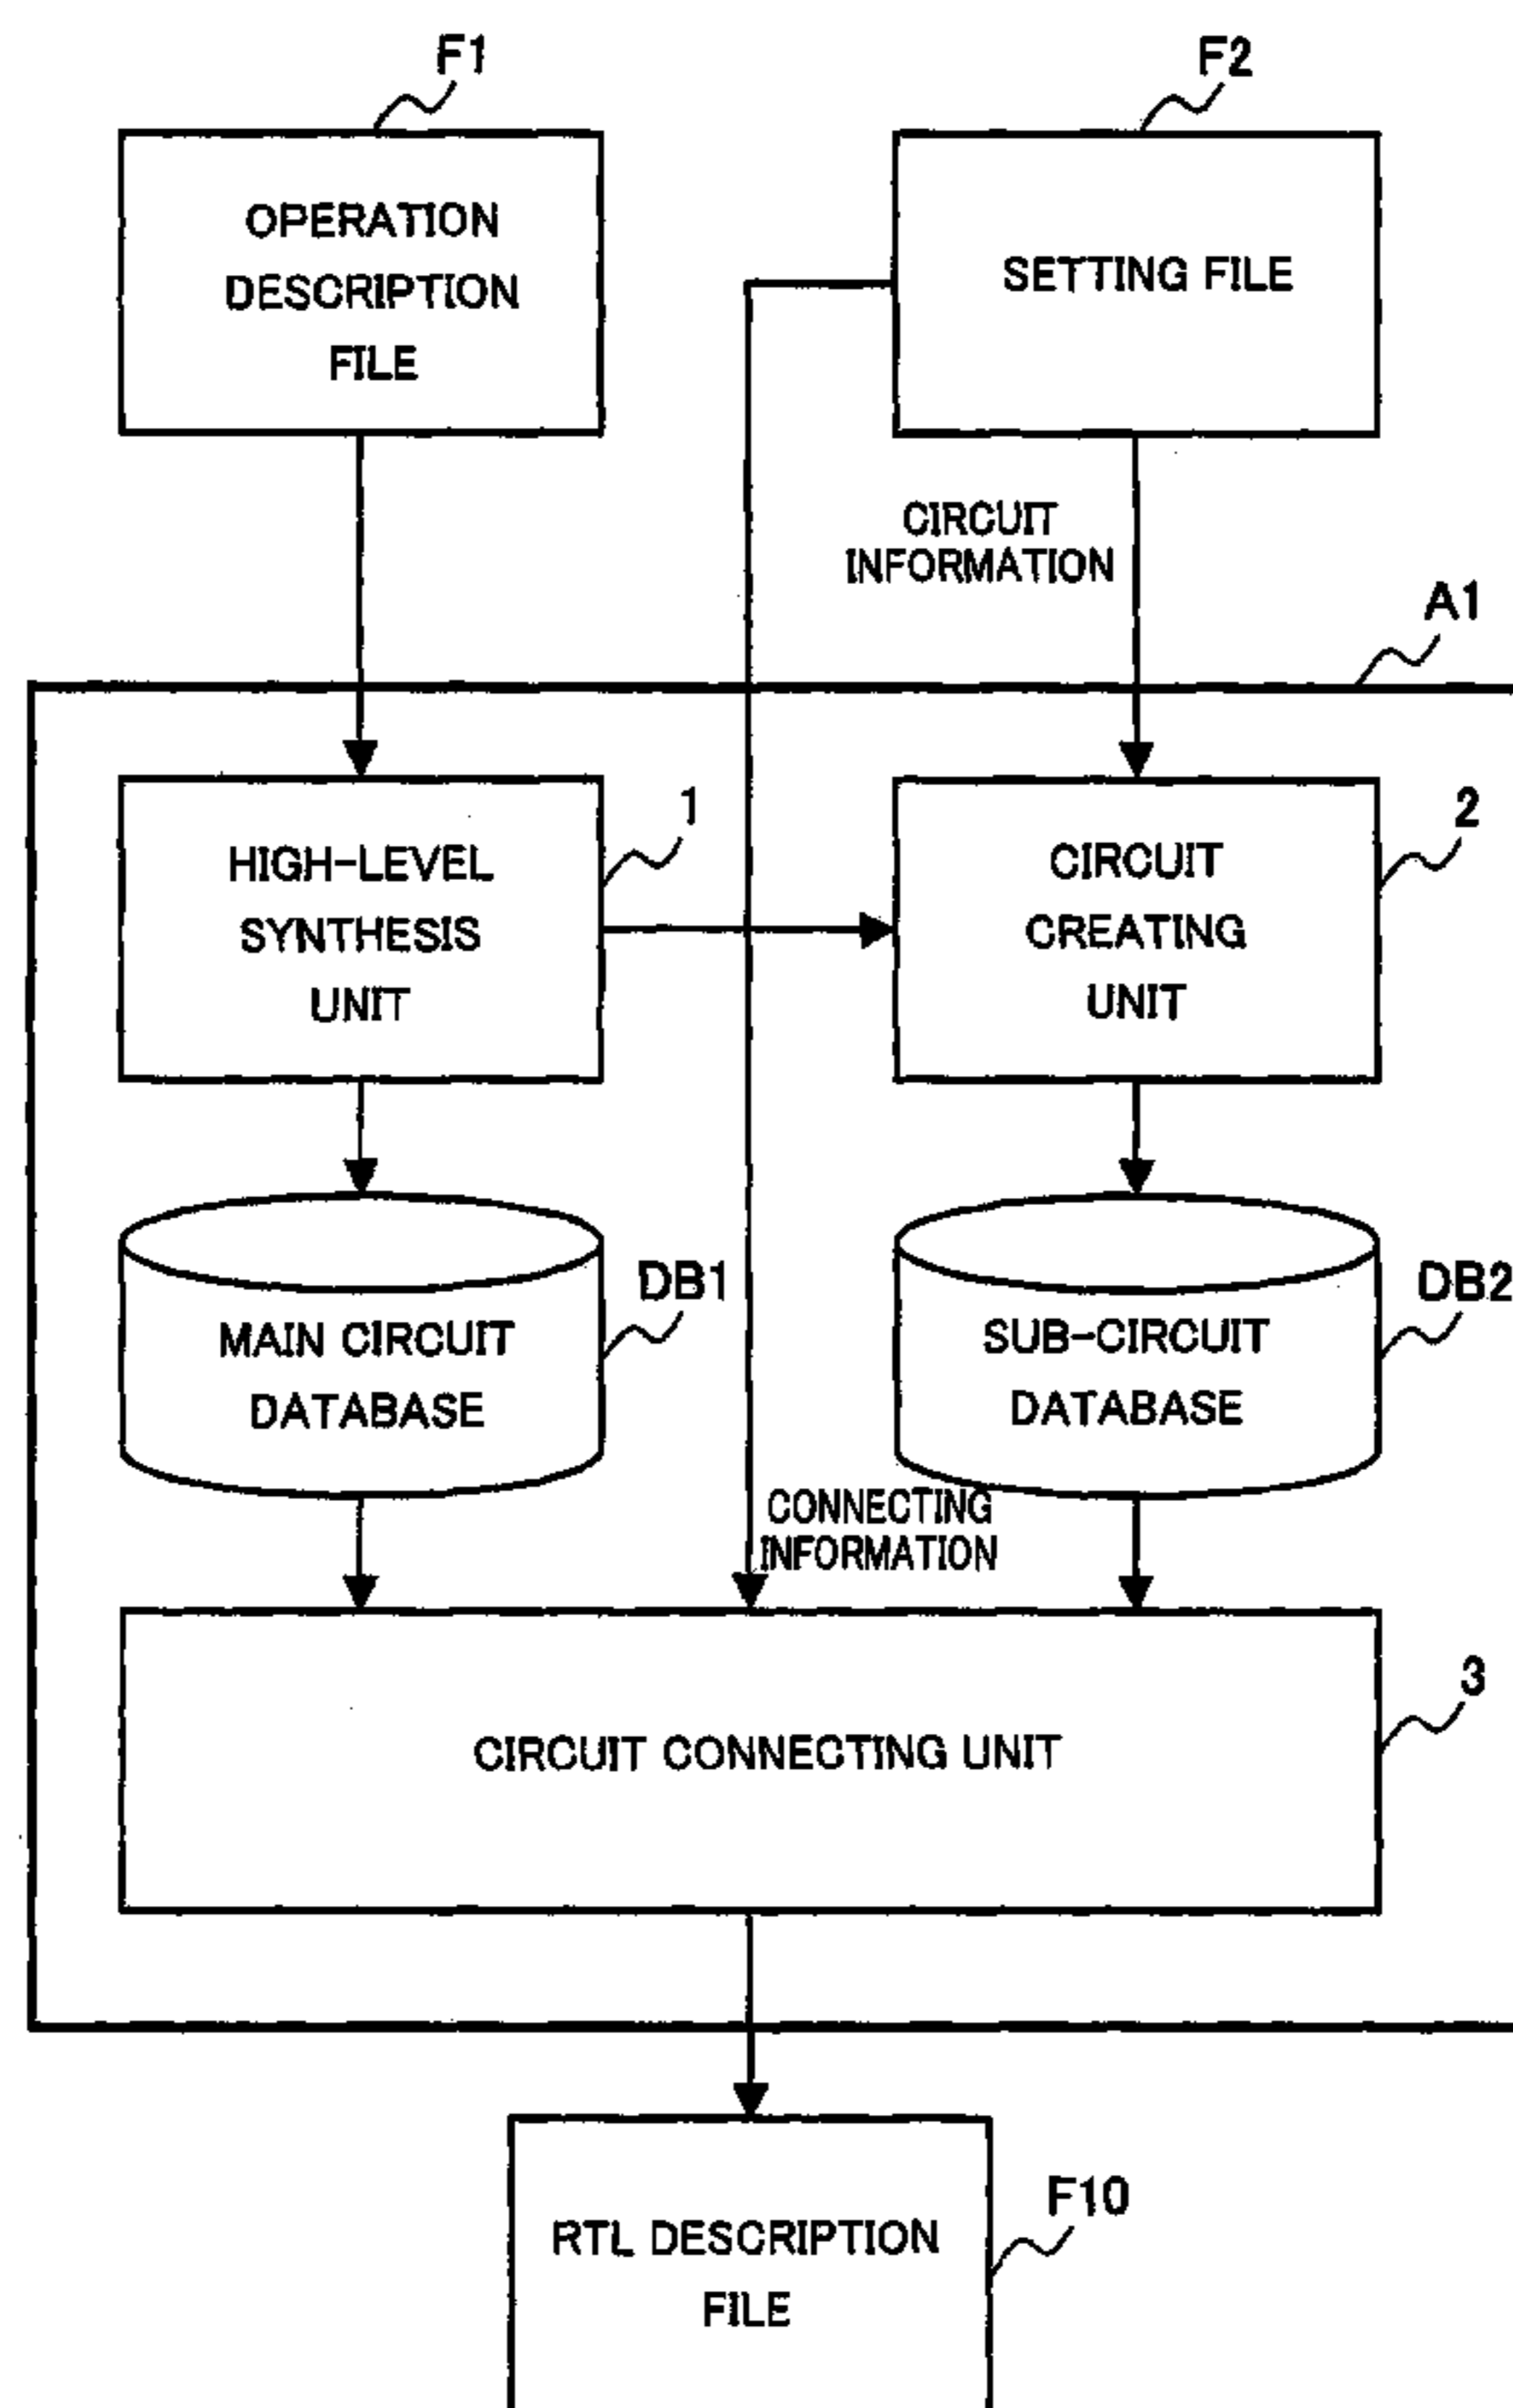 F1
F2
OPERATION
DESCRIPTION
FILE
SETTING FILE
CIRCUIT
INFORMATION
A1
HIGH-LEVEL
SYNTHESIS
UNIT
1
CIRCUIT
CREATING
UNIT
2
MAIN CIRCUIT
DATABASE
DB1
SUB-CIRCUIT
DATABASE
DB2
CONNECTING
INFORMATION
CIRCUIT CONNECTING UNIT
3
RTL DESCRIPTION
FILE
F10